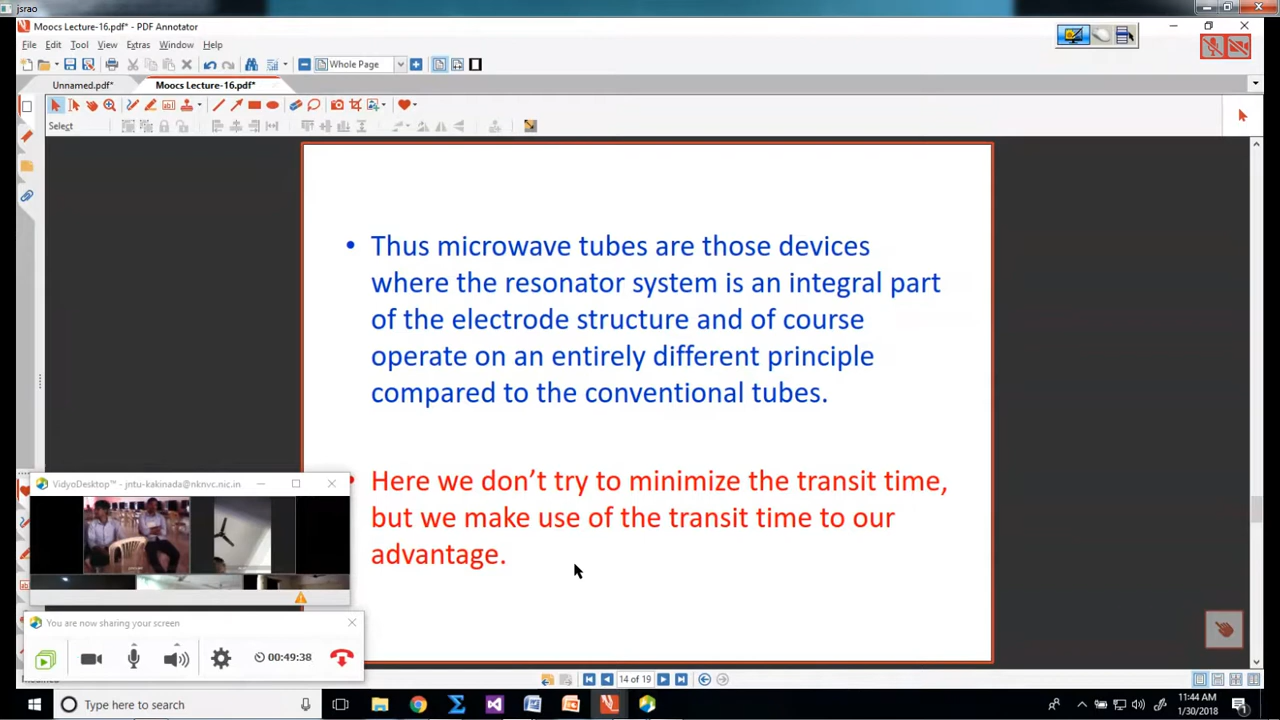 jsrao
Moocs Lecture-16.pdf* - PDF Annotator
File Edit Tool View Extras Window Help
Whole Page
Unnamed.pdf* Moocs Lecture-16.pdf*
Select
• Thus microwave tubes are those devices
where the resonator system is an integral part
of the electrode structure and of course
operate on an entirely different principle
compared to the conventional tubes.
Here we don’t try to minimize the transit time,
but we make use of the transit time to our
advantage.
VidyoDesktop™ - jntu-kakinada@nknvc.nic.in
You are now sharing your screen
00:49:38
14 of 19
Type here to search
11:44 AM
1/30/2018